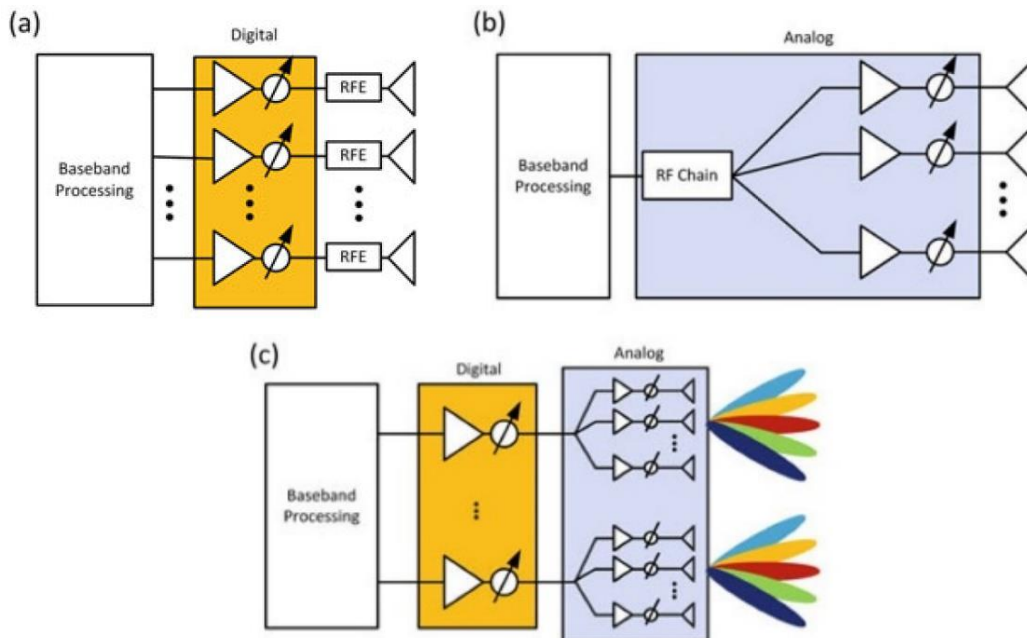 (a)
Digital
Baseband
Processing
RFE
RFE
RFE
(b)
Analog
Baseband
Processing
RF Chain
(c)
Digital
Analog
Baseband
Processing